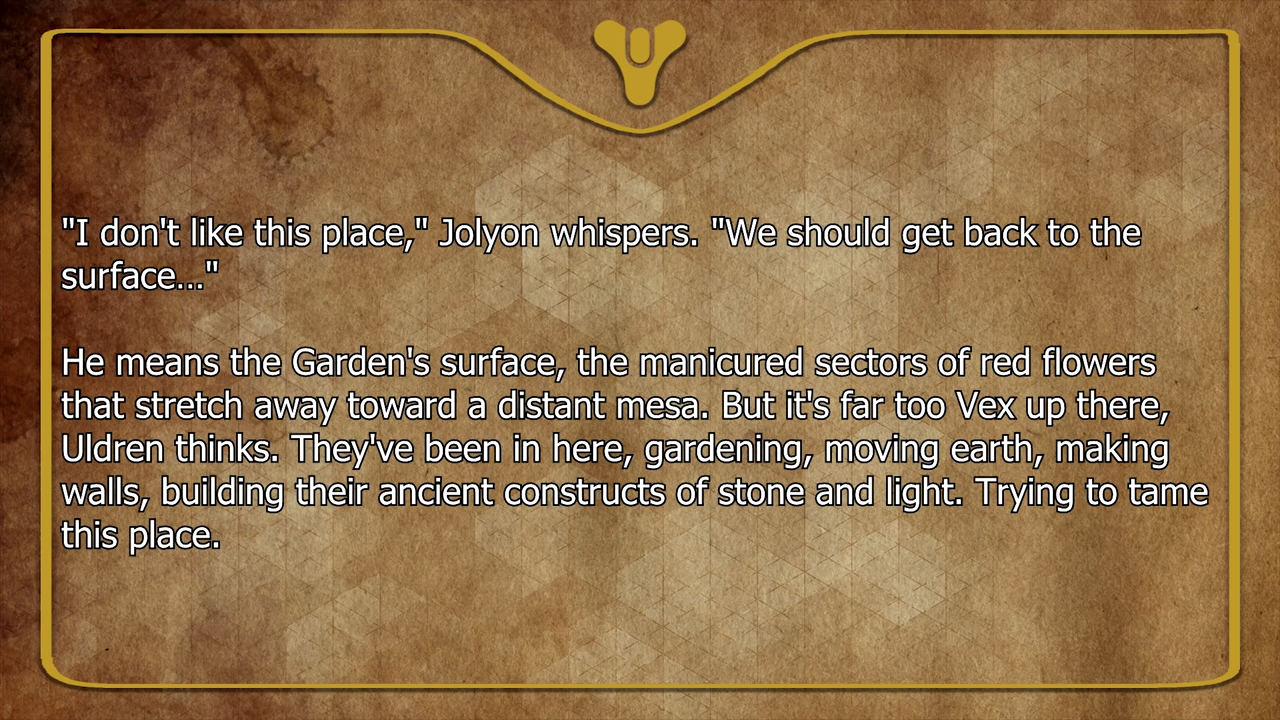 "I don't like this place," Jolyon whispers. "We should get back to the
surface..."
He means the Garden's surface, the manicured sectors of red flowers
that stretch away toward a distant mesa. But it's far too Vex up there,
Uldren thinks. They've been in here, gardening, moving earth, making
walls, building their ancient constructs of stone and light. Trying to tame
this place.